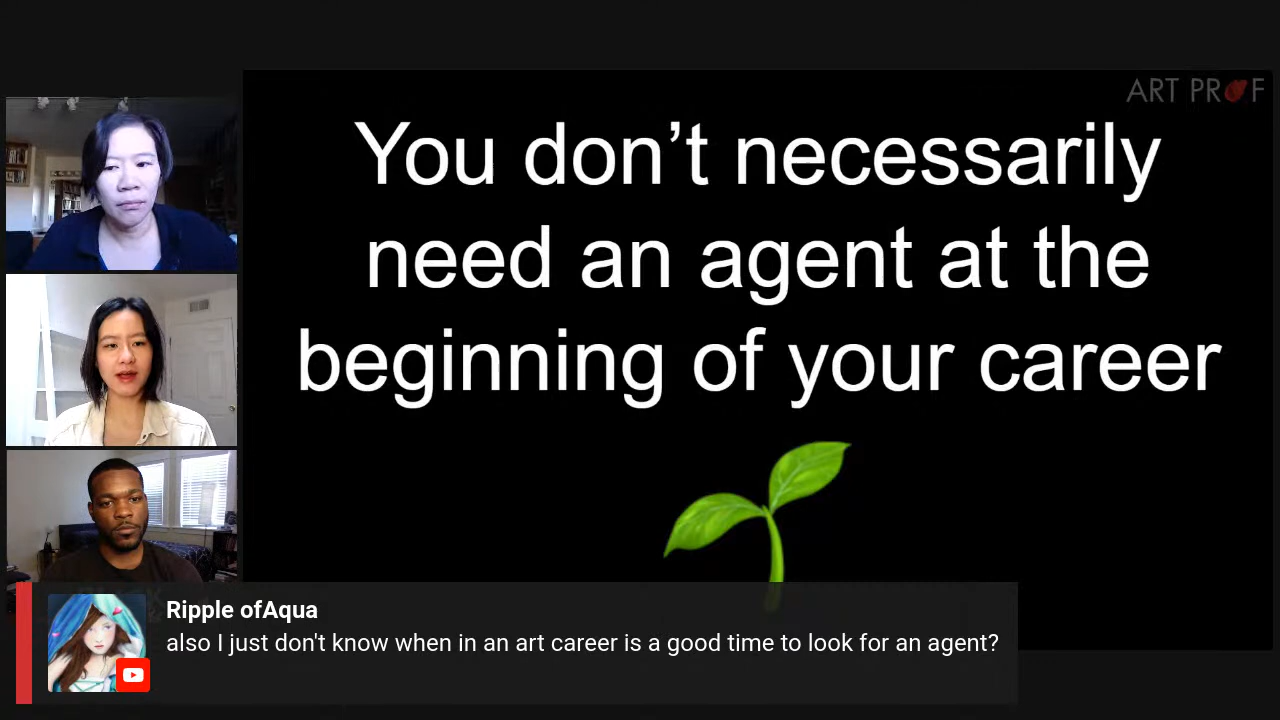 ART PROF
You don’t necessarily
need an agent at the
beginning of your career
Ripple ofAqua
also I just don't know when in an art career is a good time to look for an agent?